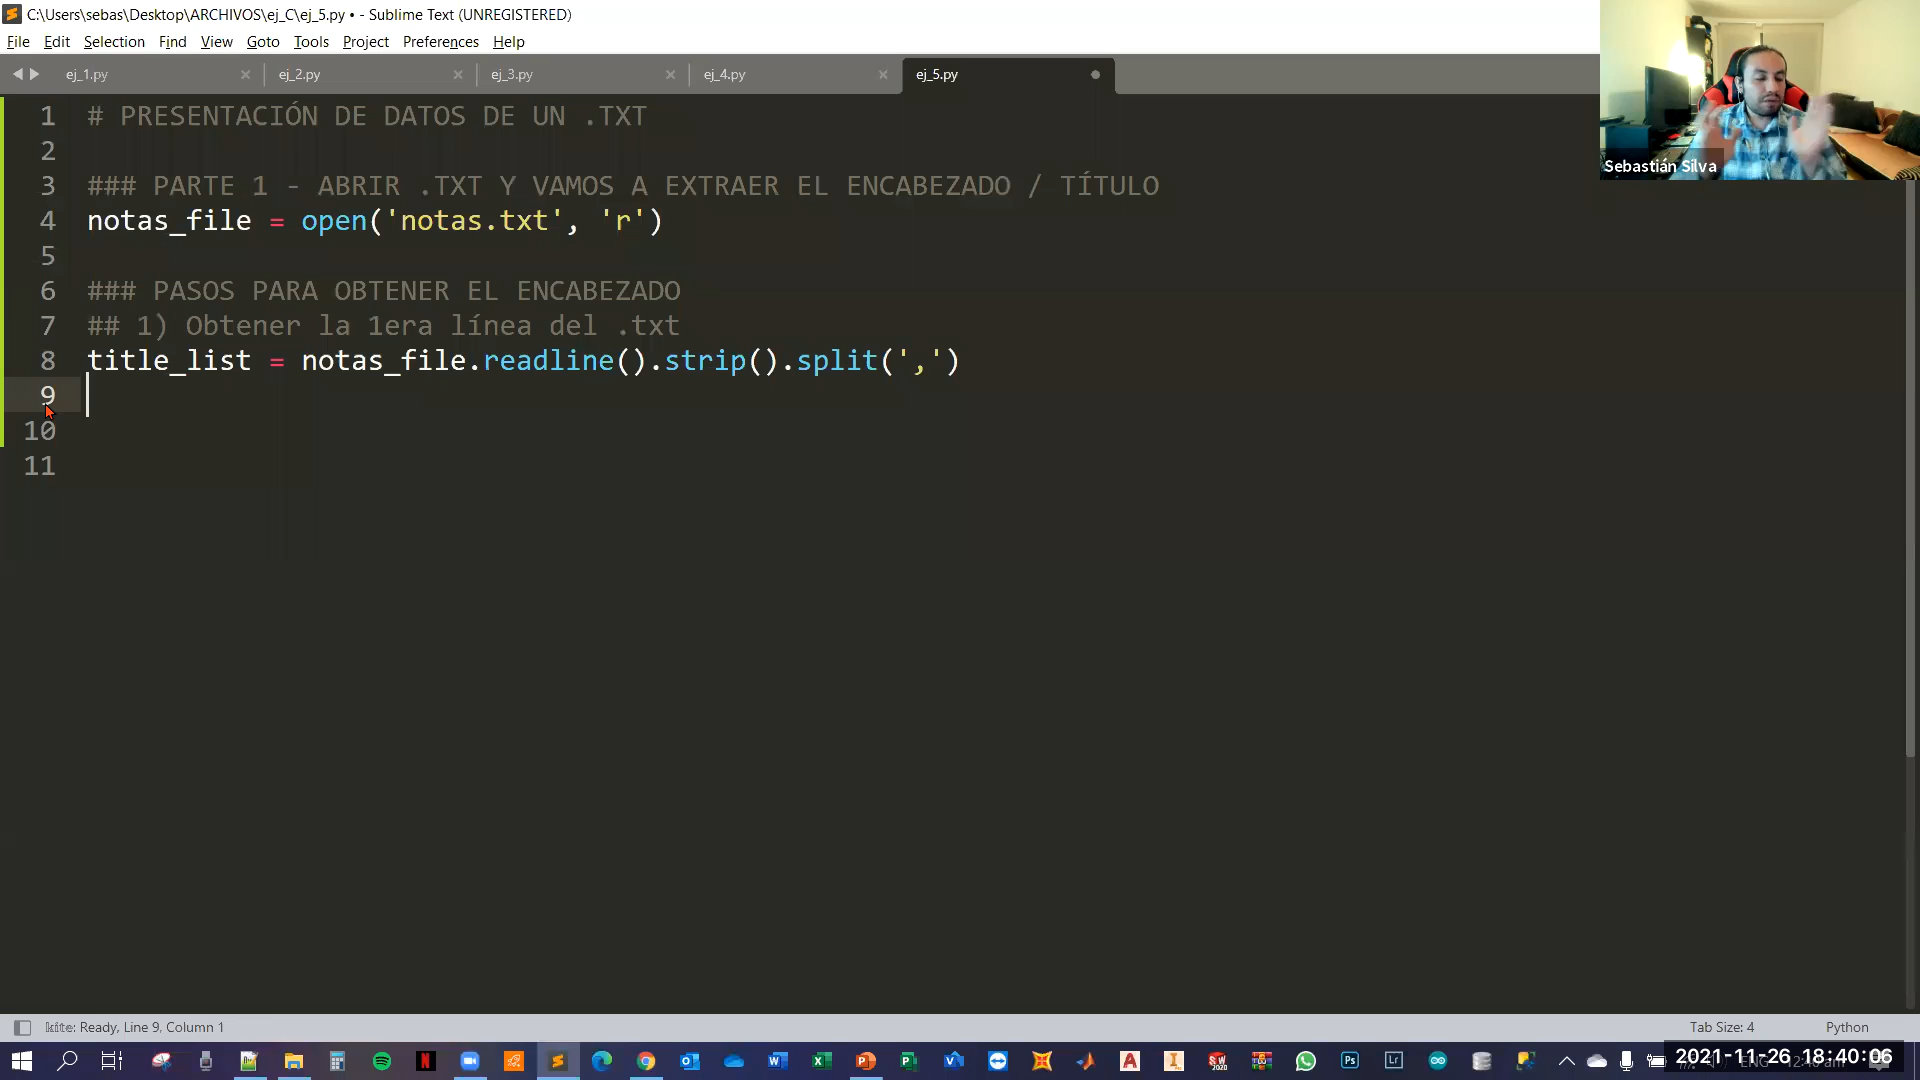 C:\Users\sebas\Desktop\ARCHIVOS\ej_C\ej_5.py • - Sublime Text (UNREGISTERED)
File Edit Selection Find View Goto Tools Project Preferences Help
ej_1.py ej_2.py ej_3.py ej_4.py ej_5.py
1 # PRESENTACIÓN DE DATOS DE UN .TXT
2
3 ### PARTE 1 - ABRIR .TXT Y VAMOS A EXTRAER EL ENCABEZADO / TÍTULO
4 notas_file = open('notas.txt', 'r')
5
6 ### PASOS PARA OBTENER EL ENCABEZADO
7 ## 1) Obtener la 1era línea del .txt
8 title_list = notas_file.readline().strip().split(',')
9
10
11
Sebastián Silva
kite: Ready, Line 9, Column 1
Tab Size: 4
Python
2021-11-26 18:40:06